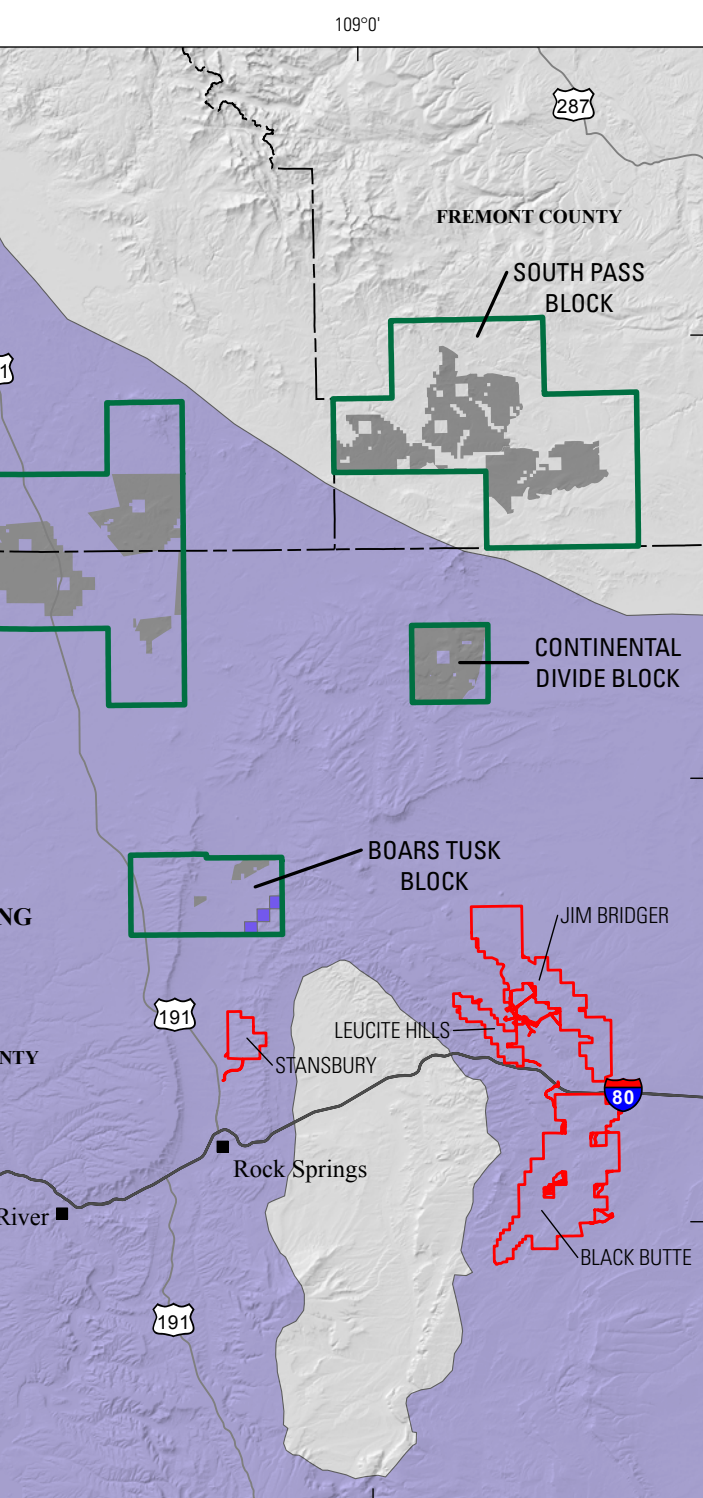 109°0'
287
FREMONT COUNTY
SOUTH PASS
BLOCK
1
CONTINENTAL
DIVIDE BLOCK
BOARS TUSK
BLOCK
NG
JIM BRIDGER
191
LEUCITE HILLS
NTY
STANSBURY
80
Rock Springs
River
BLACK BUTTE
191